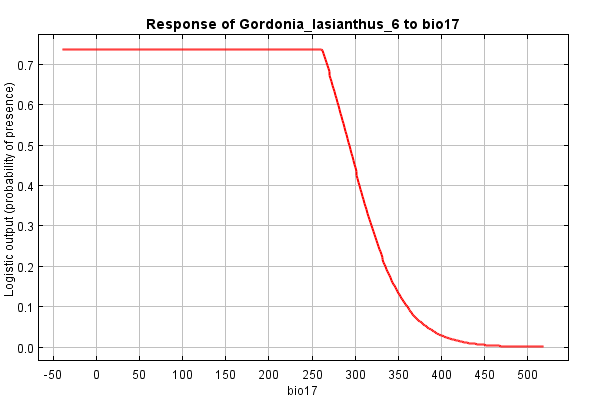 Response of Gordonia_lasianthus_6 to bio17
Logistic output (probability of presence)
0.7
0.6
0.5
0.4
0.3
0.2
0.1
0.0
-50 0 50 100 150 200 250 300 350 400 450 500
bio17